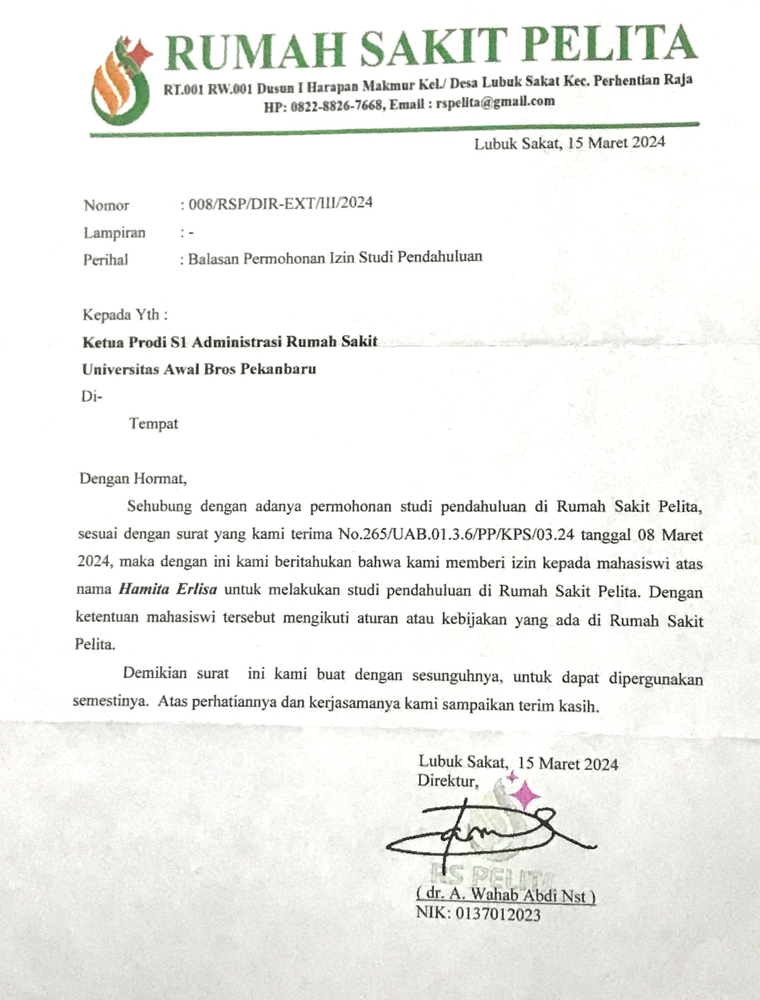 RUMAH SAKIT PELITA
RT.001 RW.001 Dusun I Harapan Makmur Kel./ Desa Lubuk Sakat Kec. Perhentian Raja
HP: 0822-8826-7668, Email : rspelita@gmail.com
Lubuk Sakat, 15 Maret 2024
Nomor : 008/RSP/DIR-EXT/III/2024
Lampiran : -
Perihal : Balasan Permohonan Izin Studi Pendahuluan
Kepada Yth :
Ketua Prodi S1 Administrasi Rumah Sakit
Universitas Awal Bros Pekanbaru
Di-
Tempat
Dengan Hormat,
Sehubung dengan adanya permohonan studi pendahuluan di Rumah Sakit Pelita,
sesuai dengan surat yang kami terima No.265/UAB.01.3.6/PP/KPS/03.24 tanggal 08 Maret
2024, maka dengan ini kami beritahukan bahwa kami memberi izin kepada mahasiswi atas
nama Hamita Erlisa untuk melakukan studi pendahuluan di Rumah Sakit Pelita. Dengan
ketentuan mahasiswi tersebut mengikuti aturan atau kebijakan yang ada di Rumah Sakit
Pelita.
Demikian surat ini kami buat dengan sesunguhnya, untuk dapat dipergunakan
semestinya. Atas perhatiannya dan kerjasamanya kami sampaikan terim kasih.
Lubuk Sakat, 15 Maret 2024
Direktur,
RS PELITA
( dr. A. Wahab Abdi Nst )
NIK: 0137012023